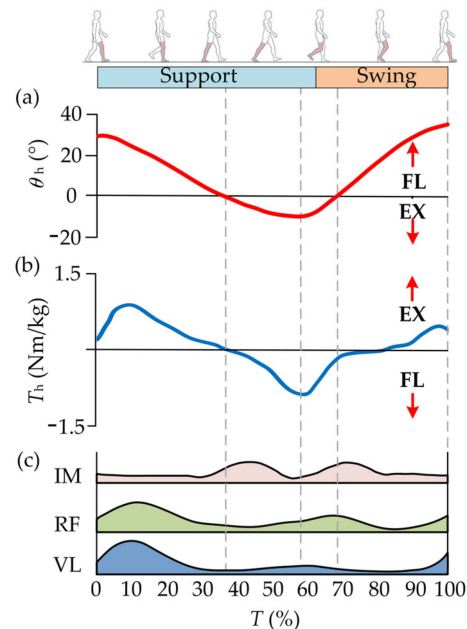 Support Swing
(a)
40
20
0
−20
θh (°)
FL
EX
(b)
1.5
−1.5
Th (Nm/kg)
EX
FL
(c)
IM
RF
VL
0 10 20 30 40 50 60 70 80 90 100
T (%)